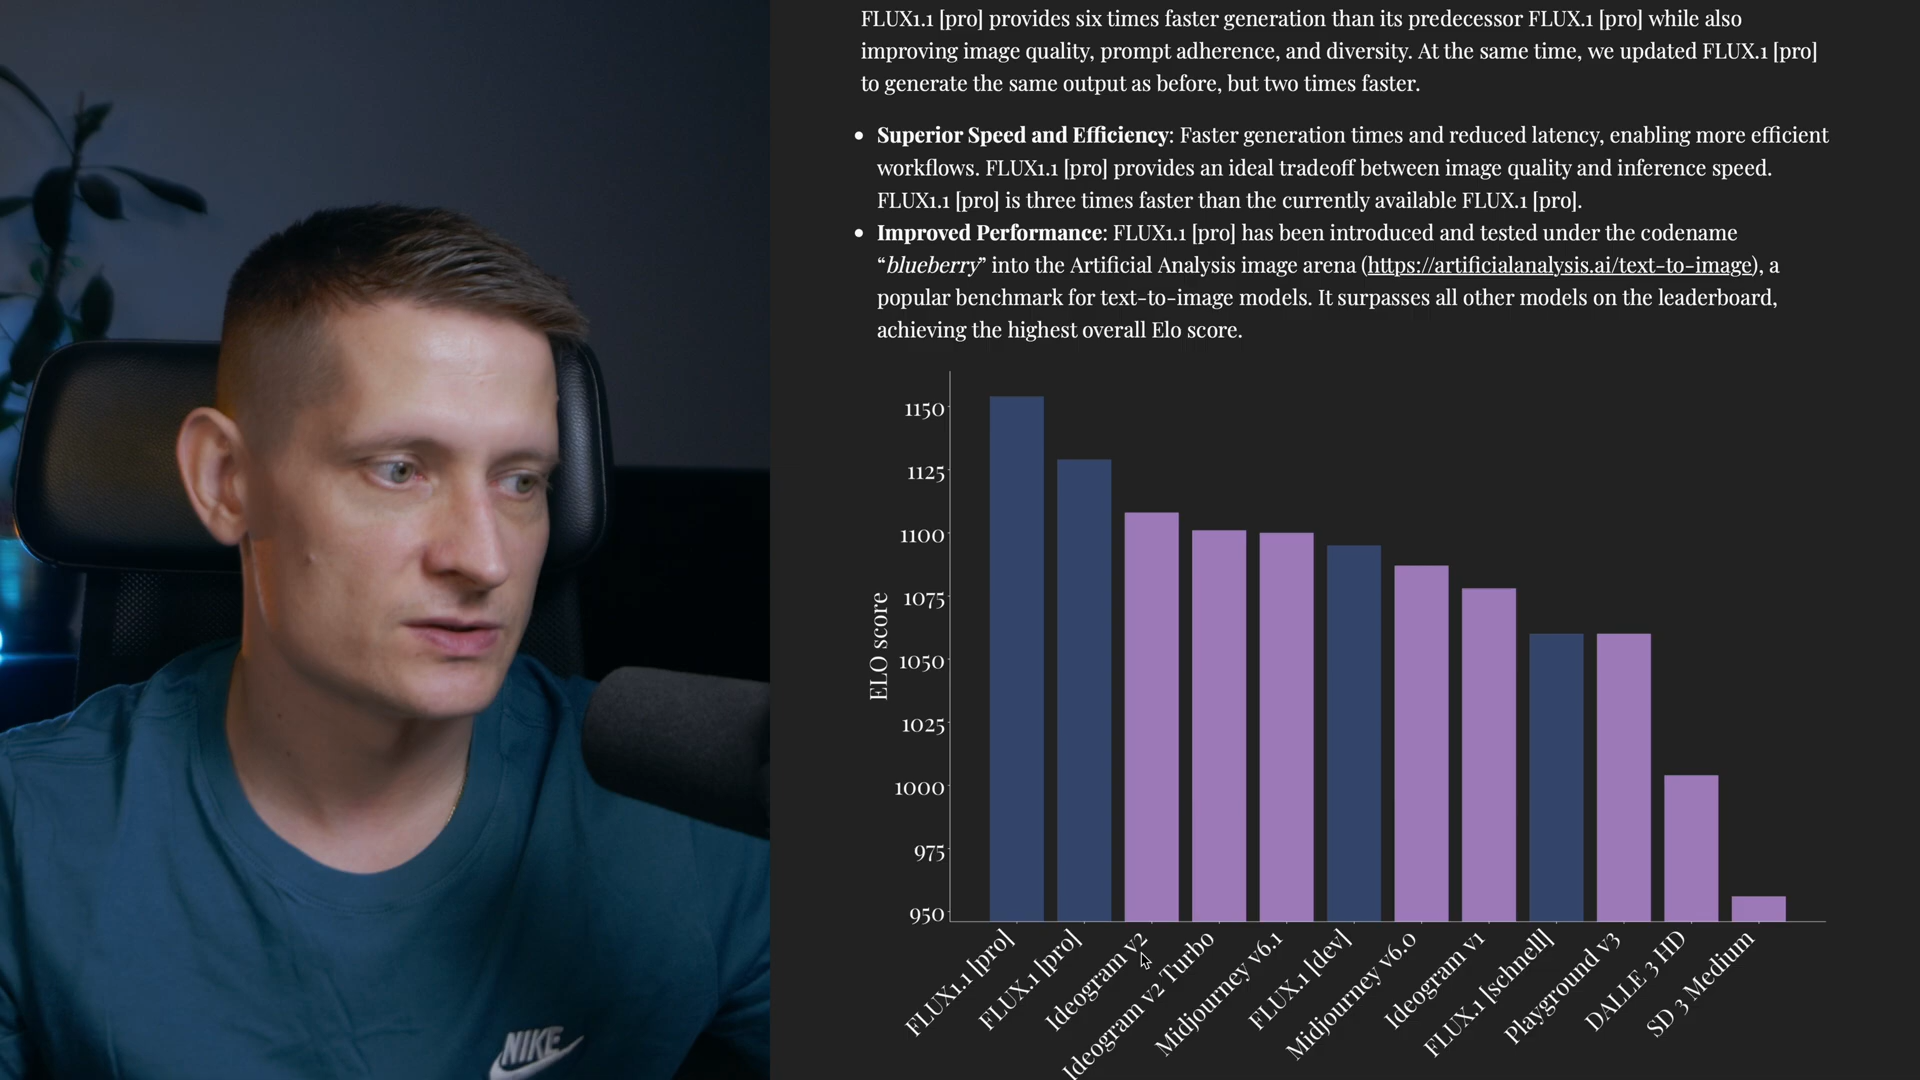 FLUX1.1 [pro] provides six times faster generation than its predecessor FLUX.1 [pro] while also
improving image quality, prompt adherence, and diversity. At the same time, we updated FLUX.1 [pro]
to generate the same output as before, but two times faster.
• Superior Speed and Efficiency: Faster generation times and reduced latency, enabling more efficient
workflows. FLUX1.1 [pro] provides an ideal tradeoff between image quality and inference speed.
FLUX1.1 [pro] is three times faster than the currently available FLUX.1 [pro].
• Improved Performance: FLUX1.1 [pro] has been introduced and tested under the codename
“blueberry” into the Artificial Analysis image arena (https://artificialanalysis.ai/text-to-image), a
popular benchmark for text-to-image models. It surpasses all other models on the leaderboard,
achieving the highest overall Elo score.
ELO score
1150
1125
1100
1075
1050
1025
1000
975
950
FLUX1.1 [pro]
FLUX.1 [pro]
Ideogram v2
Ideogram v2 Turbo
Midjourney v6.1
FLUX.1 [dev]
Midjourney v6.0
Ideogram v1
FLUX.1 [schnell]
Playground v3
DALLE 3 HD
SD 3 Medium
NIKE